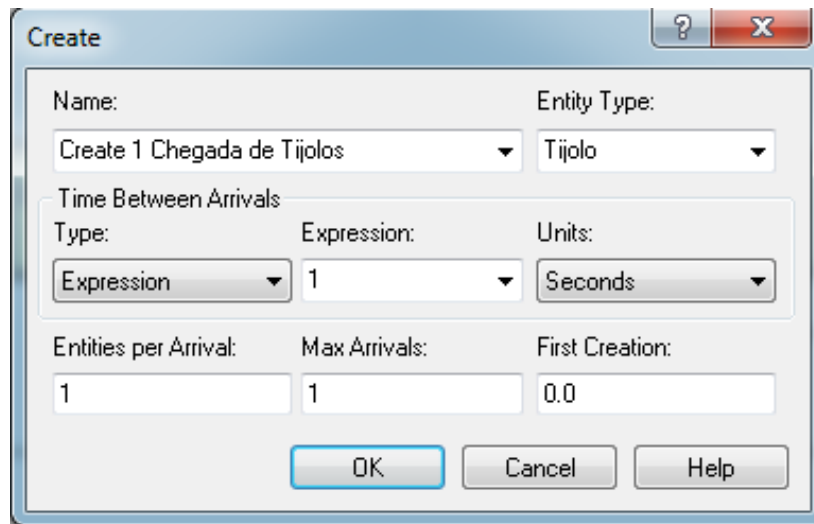 Create
Name: Entity Type:
Create 1 Chegada de Tijolos Tijolo
Time Between Arrivals
Type: Expression: Units:
Expression 1 Seconds
Entities per Arrival: Max Arrivals: First Creation:
1 1 0.0
OK Cancel Help